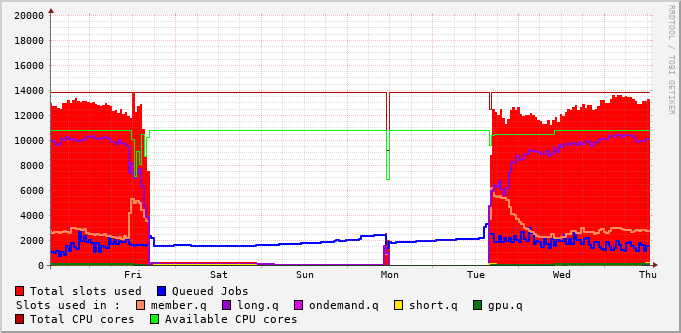 20000
18000
16000
14000
12000
10000
8000
6000
4000
2000
0
Fri Sat Sun Mon Tue Wed Thu
Total slots used Queued Jobs
Slots used in : member.q long.q ondemand.q short.q gpu.q
Total CPU cores Available CPU cores
RRDTOOL / TOBI OETIKER